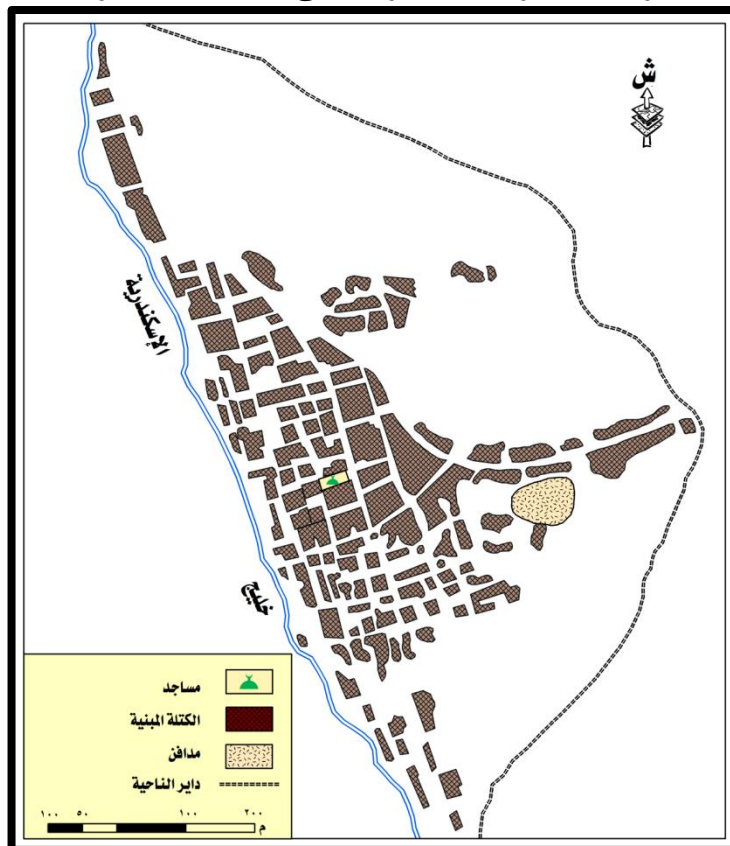 ش
الإسكندرية
خليج
مساجد
الكتلة المبنية
مدافن
داير الناحية
١٠٠ ٥٠ ١٠٠ ٢٠٠
م